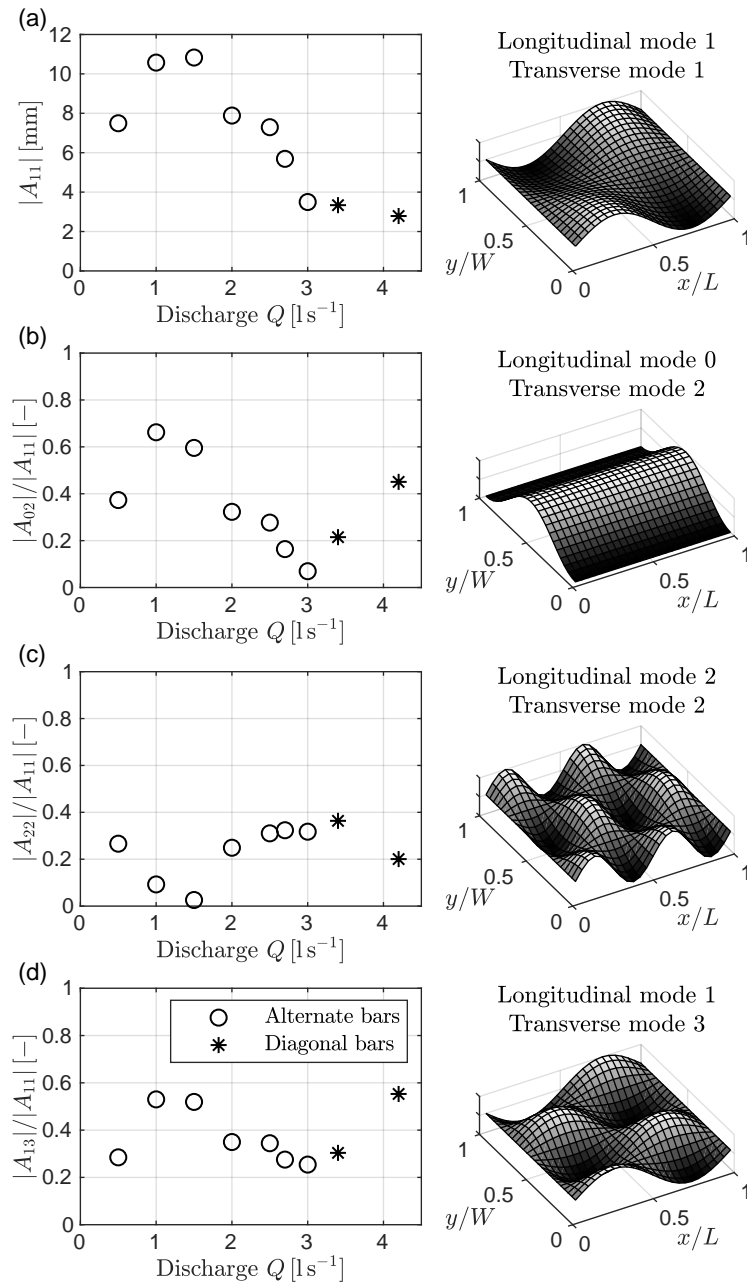 (a)
12
10
8
6
4
2
0
|A₁₁| [mm]
0 1 2 3 4
Discharge Q [l s⁻¹]
Longitudinal mode 1
Transverse mode 1
1
0.5
0
y/W
0
0.5
1
x/L
(b)
1
0.8
0.6
0.4
0.2
0
|A₀₂|/|A₁₁| [−]
0 1 2 3 4
Discharge Q [l s⁻¹]
Longitudinal mode 0
Transverse mode 2
1
0.5
0
y/W
0
0.5
1
x/L
(c)
1
0.8
0.6
0.4
0.2
0
|A₂₂|/|A₁₁| [−]
0 1 2 3 4
Discharge Q [l s⁻¹]
Longitudinal mode 2
Transverse mode 2
1
0.5
0
y/W
0
0.5
1
x/L
(d)
1
0.8
0.6
0.4
0.2
0
|A₁₃|/|A₁₁| [−]
Alternate bars
Diagonal bars
0 1 2 3 4
Discharge Q [l s⁻¹]
Longitudinal mode 1
Transverse mode 3
1
0.5
0
y/W
0
0.5
1
x/L